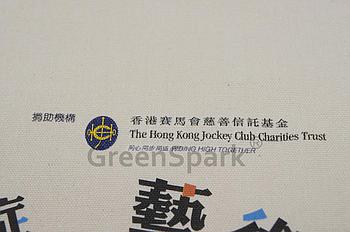 捐助機構
香港賽馬會慈善信託基金
The Hong Kong Jockey Club Charities Trust
同心同步同進 RIDING HIGH TOGETHER
GreenSpark
藝